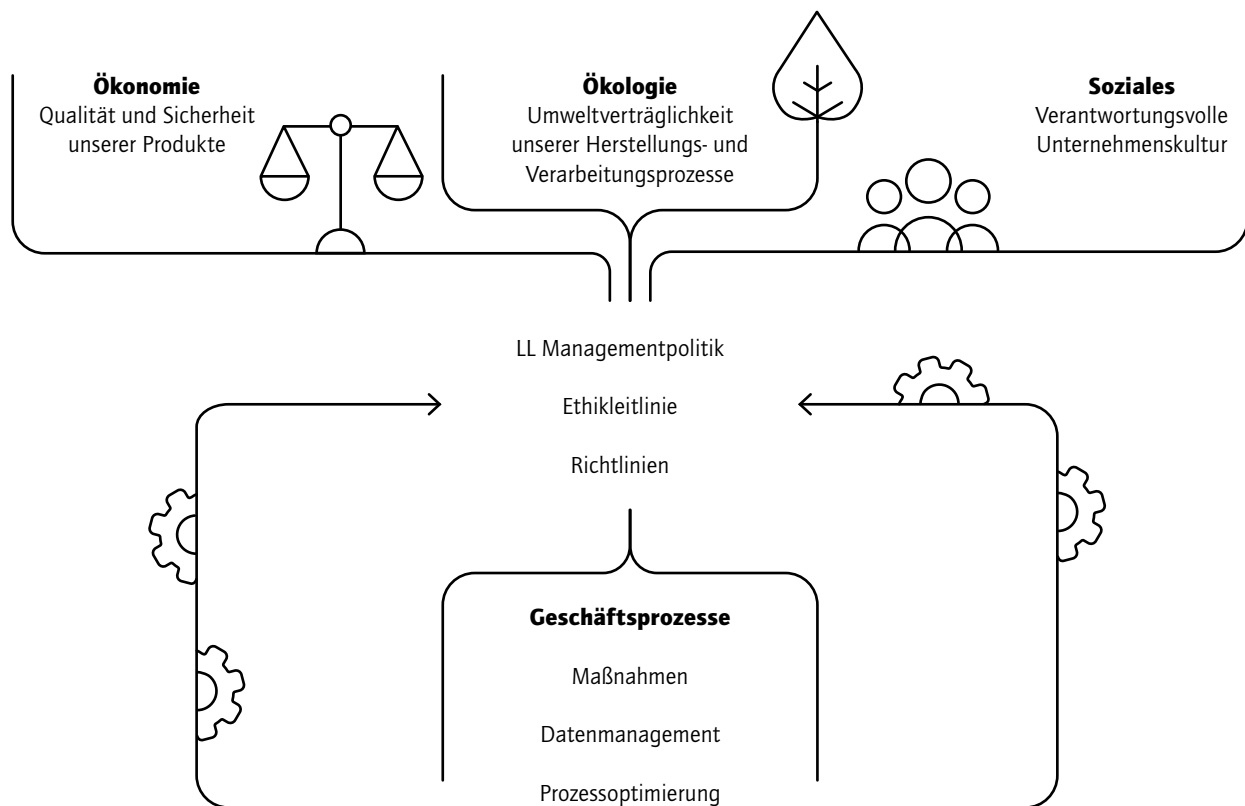 Ökonomie
Qualität und Sicherheit
unserer Produkte
Ökologie
Umweltverträglichkeit
unserer Herstellungs- und
Verarbeitungsprozesse
Soziales
Verantwortungsvolle
Unternehmenskultur
LL Managementpolitik
Ethikleitlinie
Richtlinien
Geschäftsprozesse
Maßnahmen
Datenmanagement
Prozessoptimierung